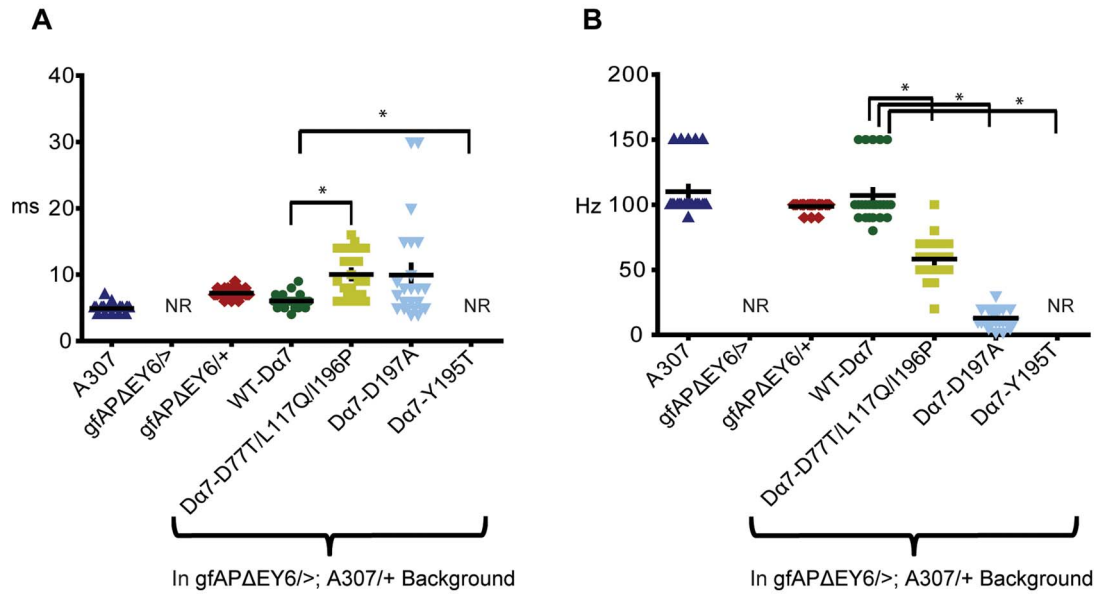 A
40
30
ms
20
10
0
*
*
NR
NR
A307
gfAPΔEY6/>
gfAPΔEY6/+
WT-Dα7
Dα7-D77T/L117Q/I196P
Dα7-D197A
Dα7-Y195T
In gfAPΔEY6/>; A307/+ Background
B
200
150
Hz
100
50
0
*
*
*
NR
NR
A307
gfAPΔEY6/>
gfAPΔEY6/+
WT-Dα7
Dα7-D77T/L117Q/I196P
Dα7-D197A
Dα7-Y195T
In gfAPΔEY6/>; A307/+ Background